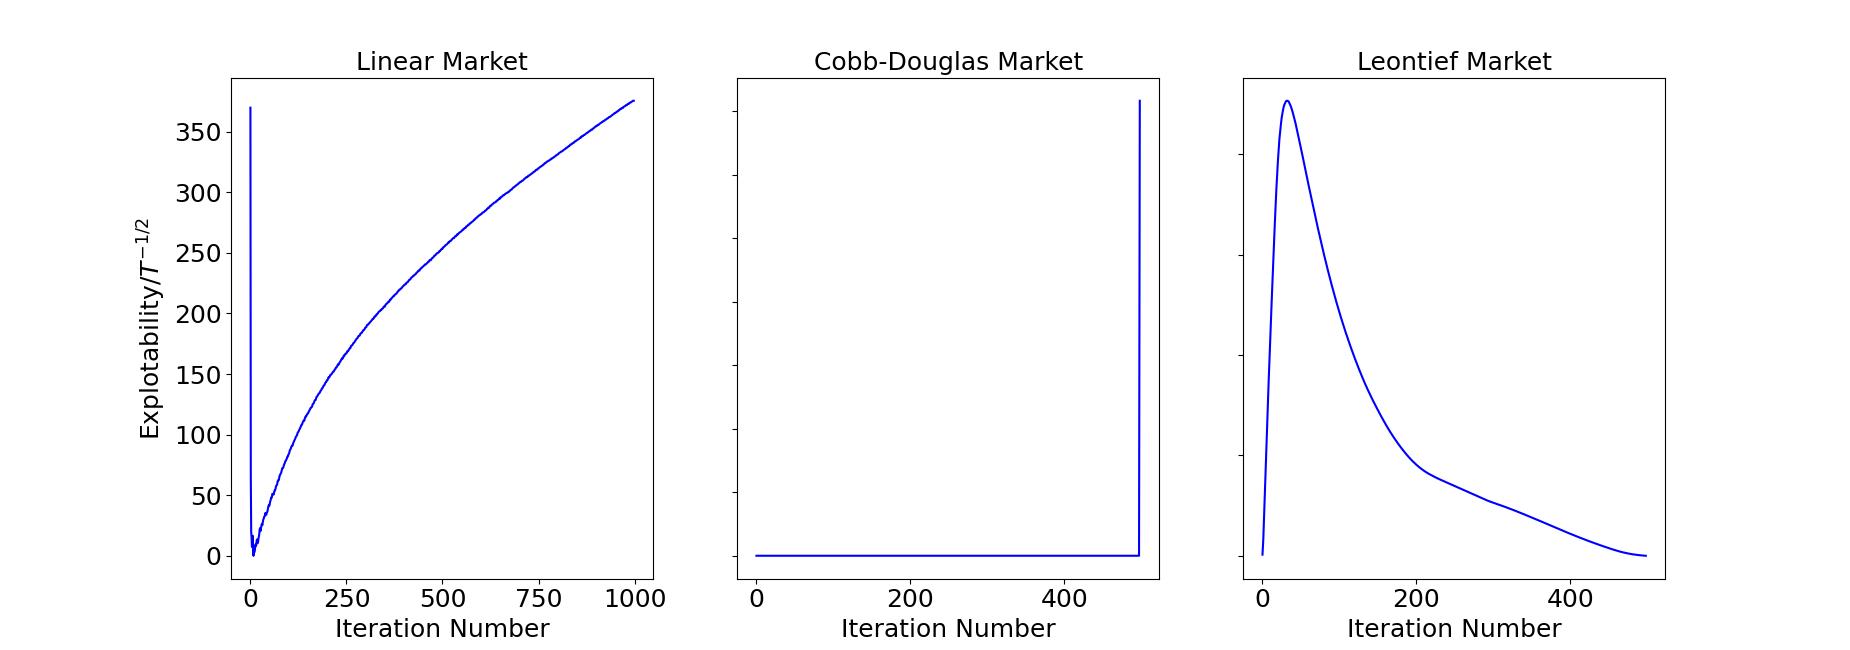 Linear Market
Cobb-Douglas Market
Leontief Market
Explotability/T^{-1/2}
350
300
250
200
150
100
50
0
0 250 500 750 1000
0 200 400
0 200 400
Iteration Number
Iteration Number
Iteration Number